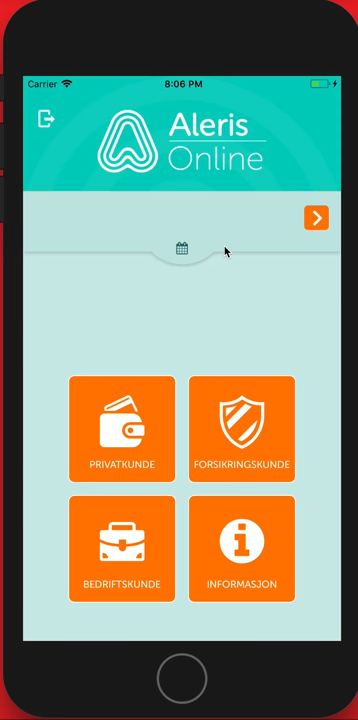 Carrier 8:06 PM
Aleris
Online
PRIVATKUNDE FORSIKRINGSKUNDE
BEDRIFTSKUNDE INFORMASJON